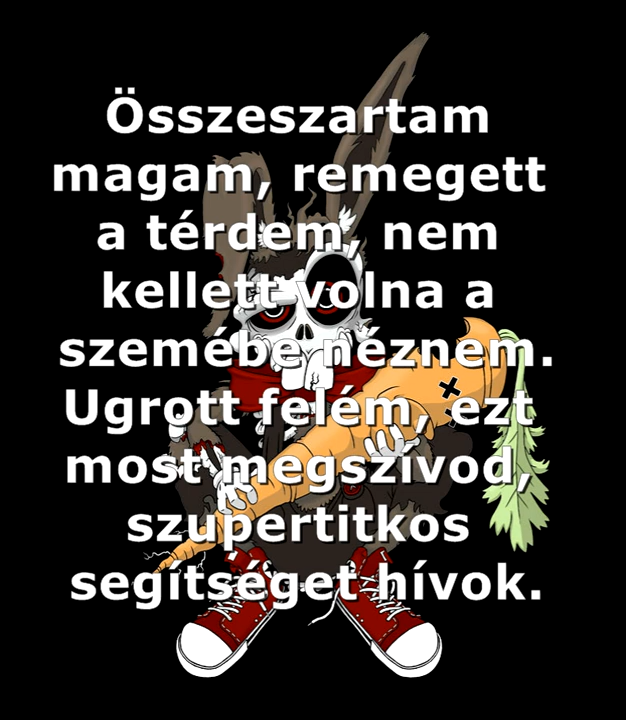 Összeszartam
magam, remegett
a térdem, nem
kellett volna a
szemébe néznem.
Ugrott felém, ezt
most megszívod,
szupertitkos
segítséget hívok.